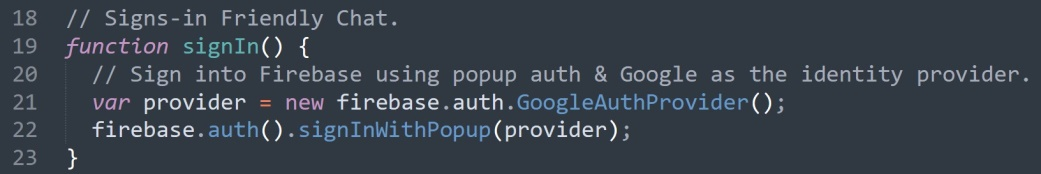 18 // Signs-in Friendly Chat.
19 function signIn() {
20 // Sign into Firebase using popup auth & Google as the identity provider.
21 var provider = new firebase.auth.GoogleAuthProvider();
22 firebase.auth().signInWithPopup(provider);
23 }